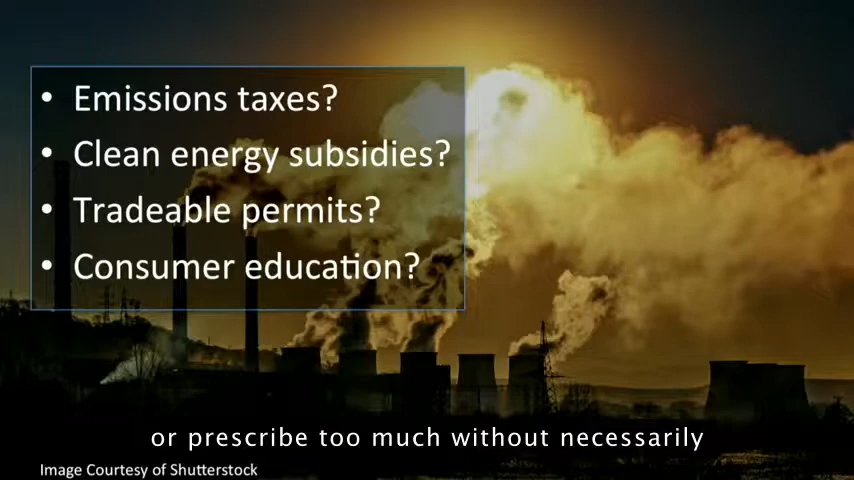 • Emissions taxes?
• Clean energy subsidies?
• Tradeable permits?
• Consumer education?
or prescribe too much without necessarily
Image Courtesy of Shutterstock